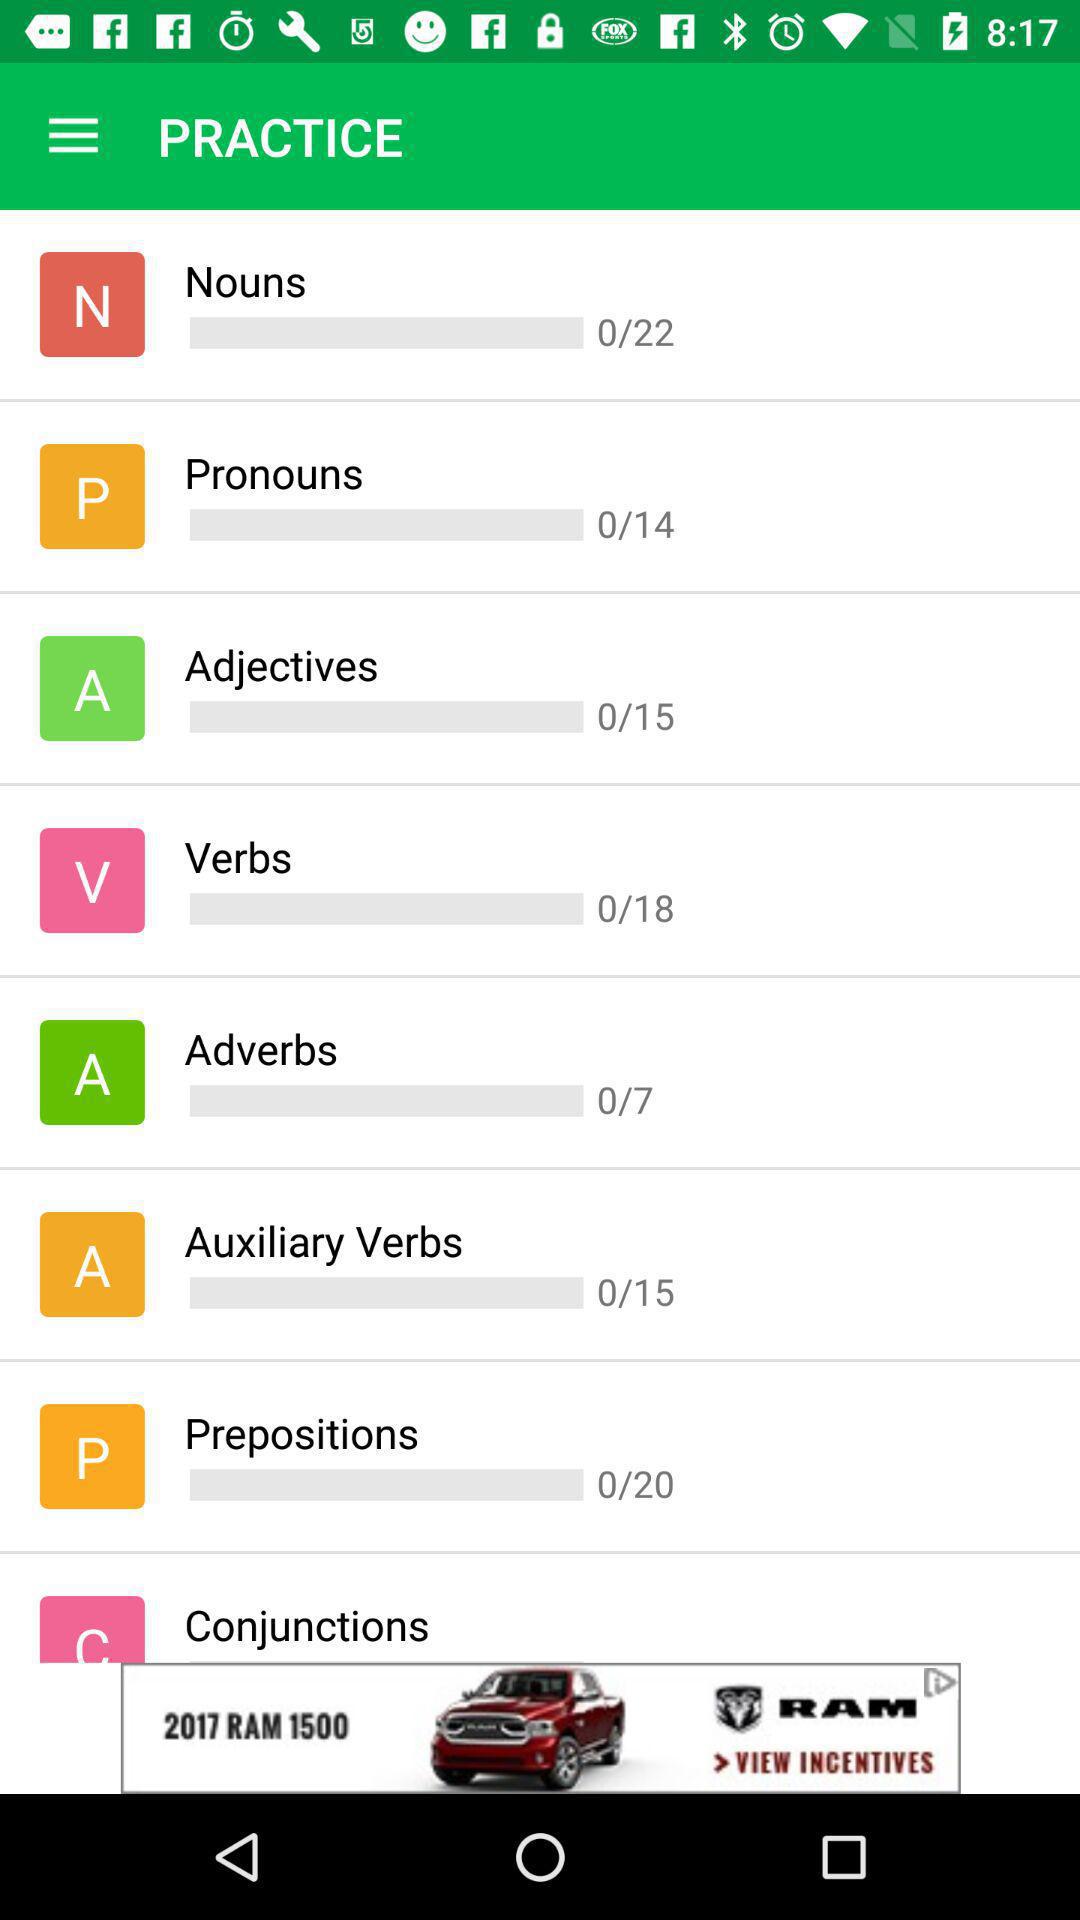 8:17
PRACTICE
N
Nouns
0/22
P
Pronouns
0/14
A
Adjectives
0/15
V
Verbs
0/18
A
Adverbs
0/7
A
Auxiliary Verbs
0/15
P
Prepositions
0/20
C
Conjunctions
2017 RAM 1500
RAM
> VIEW INCENTIVES